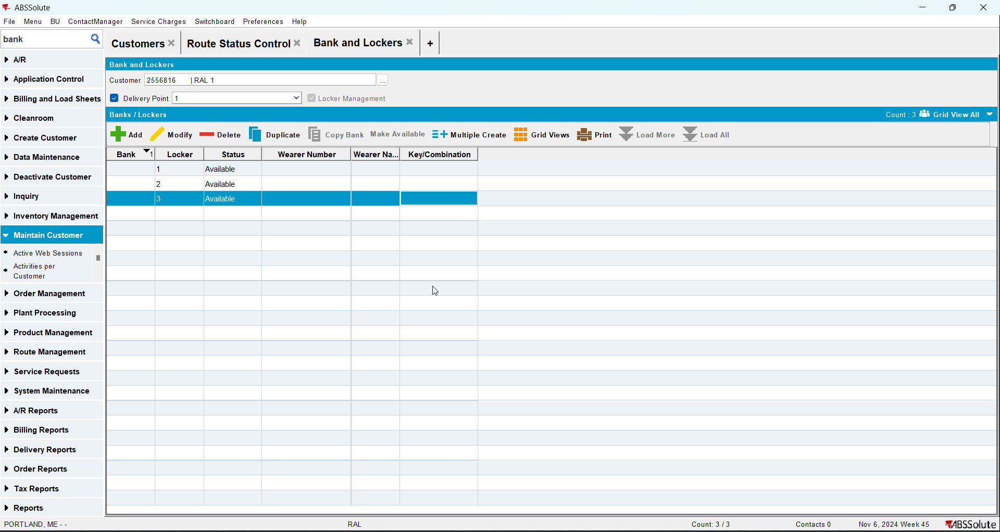 ABSSolute
File Menu BU ContactManager Service Charges Switchboard Preferences Help
bank
Customers Route Status Control Bank and Lockers +
Bank and Lockers
Customer 2556816 | RAL 1 ...
Delivery Point 1 Locker Management
Banks / Lockers Count : 3 Grid View All
Add Modify Delete Duplicate Copy Bank Make Available Multiple Create Grid Views Print Load More Load All
Bank 1 Locker Status Wearer Number Wearer Na... Key/Combination
1 Available
2 Available
3 Available
A/R
Application Control
Billing and Load Sheets
Cleanroom
Create Customer
Data Maintenance
Deactivate Customer
Inquiry
Inventory Management
Maintain Customer
Active Web Sessions
Activities per
Customer
Order Management
Plant Processing
Product Management
Route Management
Service Requests
System Maintenance
A/R Reports
Billing Reports
Delivery Reports
Order Reports
Tax Reports
Reports
PORTLAND, ME - - RAL Count: 3 / 3 Contacts 0 Nov 6, 2024 Week 45 ABSSolute